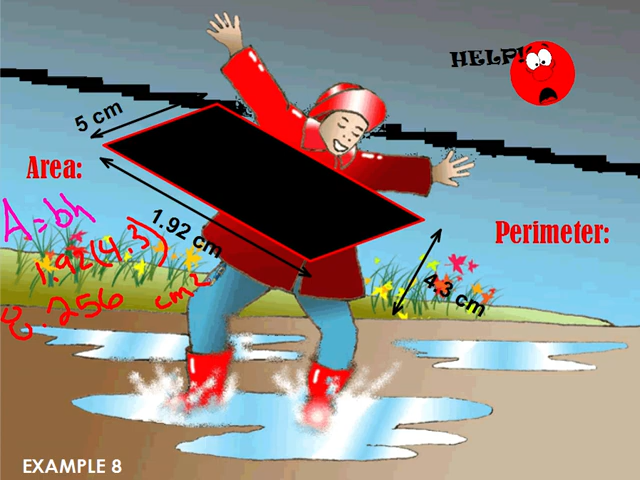 HELP!
5 cm
Area:
A=bh
1.92 cm
Perimeter:
1.92(4.3)
4.3 cm
8.256 cm2
EXAMPLE 8